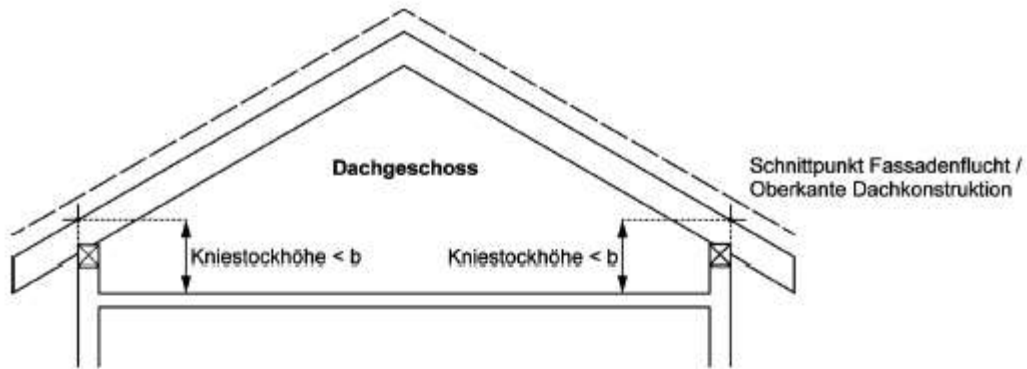 Dachgeschoss
Schnittpunkt Fassadenflucht /
Oberkante Dachkonstruktion
Kniestockhöhe < b
Kniestockhöhe < b